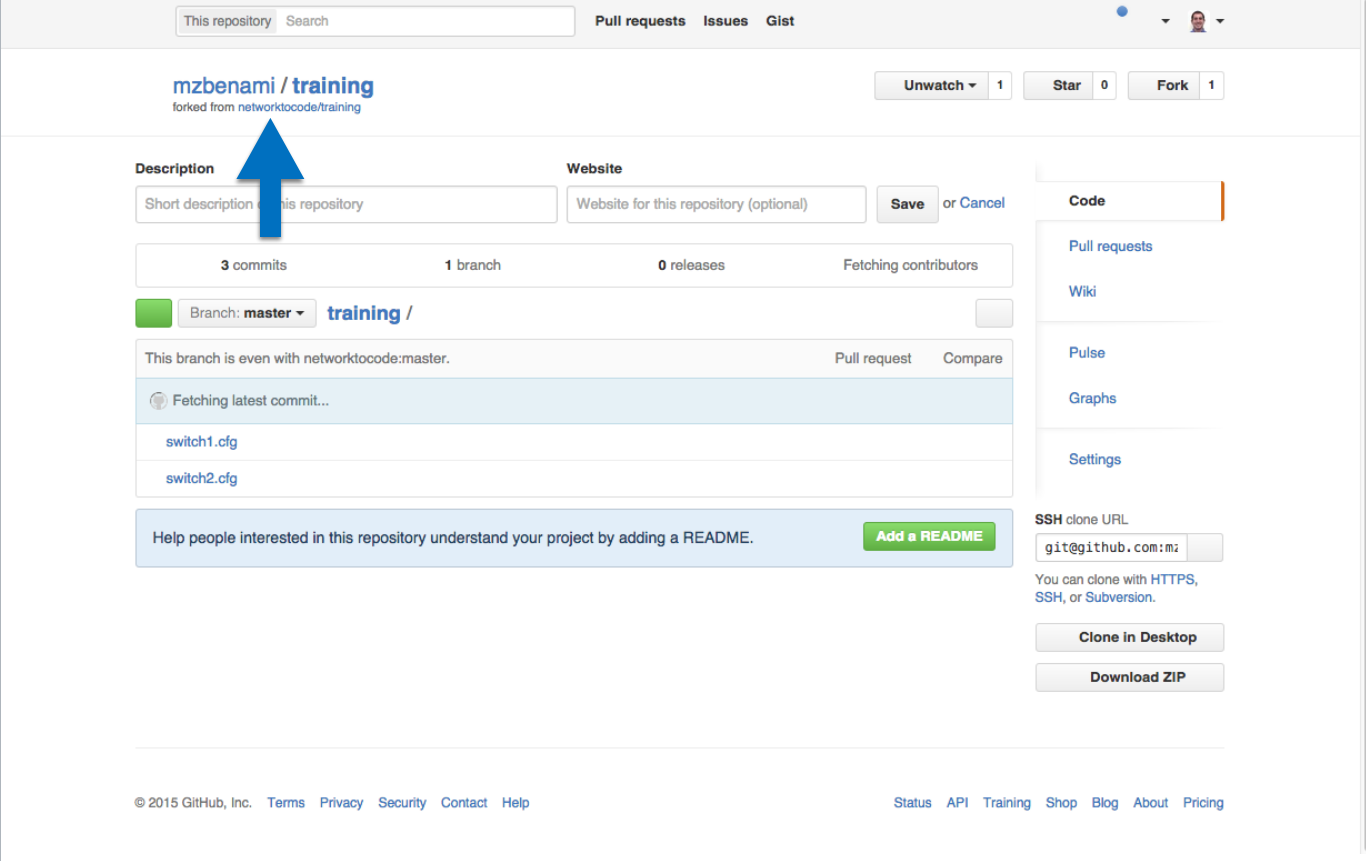 This repository Search Pull requests Issues Gist
mzbenami / training
Unwatch 1 Star 0 Fork 1
forked from networktocode/training
Description Website
Short description this repository Website for this repository (optional) Save or Cancel
3 commits 1 branch 0 releases Fetching contributors
Branch: master training /
This branch is even with networktocode:master. Pull request Compare
Fetching latest commit...
switch1.cfg
switch2.cfg
Help people interested in this repository understand your project by adding a README. Add a README
Code
Pull requests
Wiki
Pulse
Graphs
Settings
SSH clone URL
git@github.com:mz
You can clone with HTTPS,
SSH, or Subversion.
Clone in Desktop
Download ZIP
© 2015 GitHub, Inc. Terms Privacy Security Contact Help
Status API Training Shop Blog About Pricing